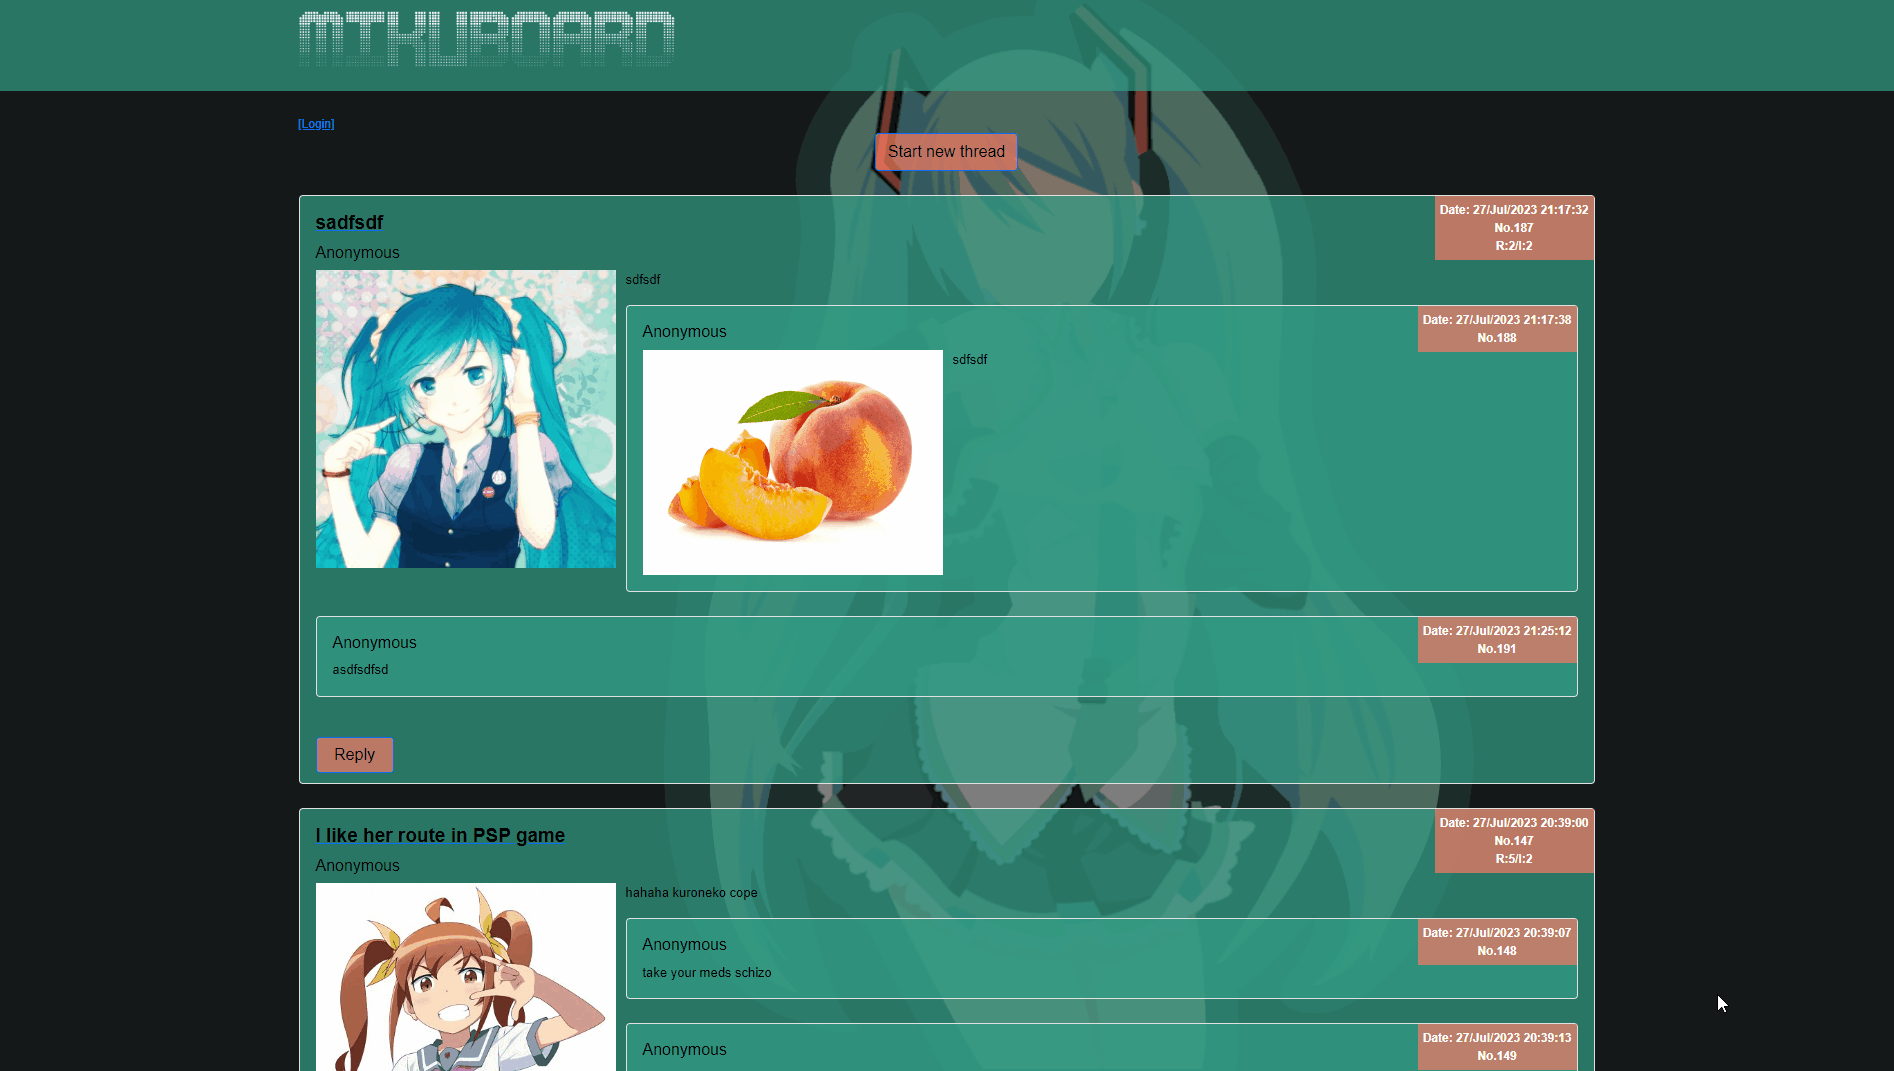 MIKUBOARD
[Login]
Start new thread
sadfsdf
Date: 27/Jul/2023 21:17:32
No.187
R:2/I:2
Anonymous
sdfsdf
Anonymous
Date: 27/Jul/2023 21:17:38
No.188
sdfsdf
Anonymous
Date: 27/Jul/2023 21:25:12
No.191
asdfsdfsd
Reply
I like her route in PSP game
Date: 27/Jul/2023 20:39:00
No.147
R:5/I:2
Anonymous
hahaha kuroneko cope
Anonymous
Date: 27/Jul/2023 20:39:07
No.148
take your meds schizo
Anonymous
Date: 27/Jul/2023 20:39:13
No.149